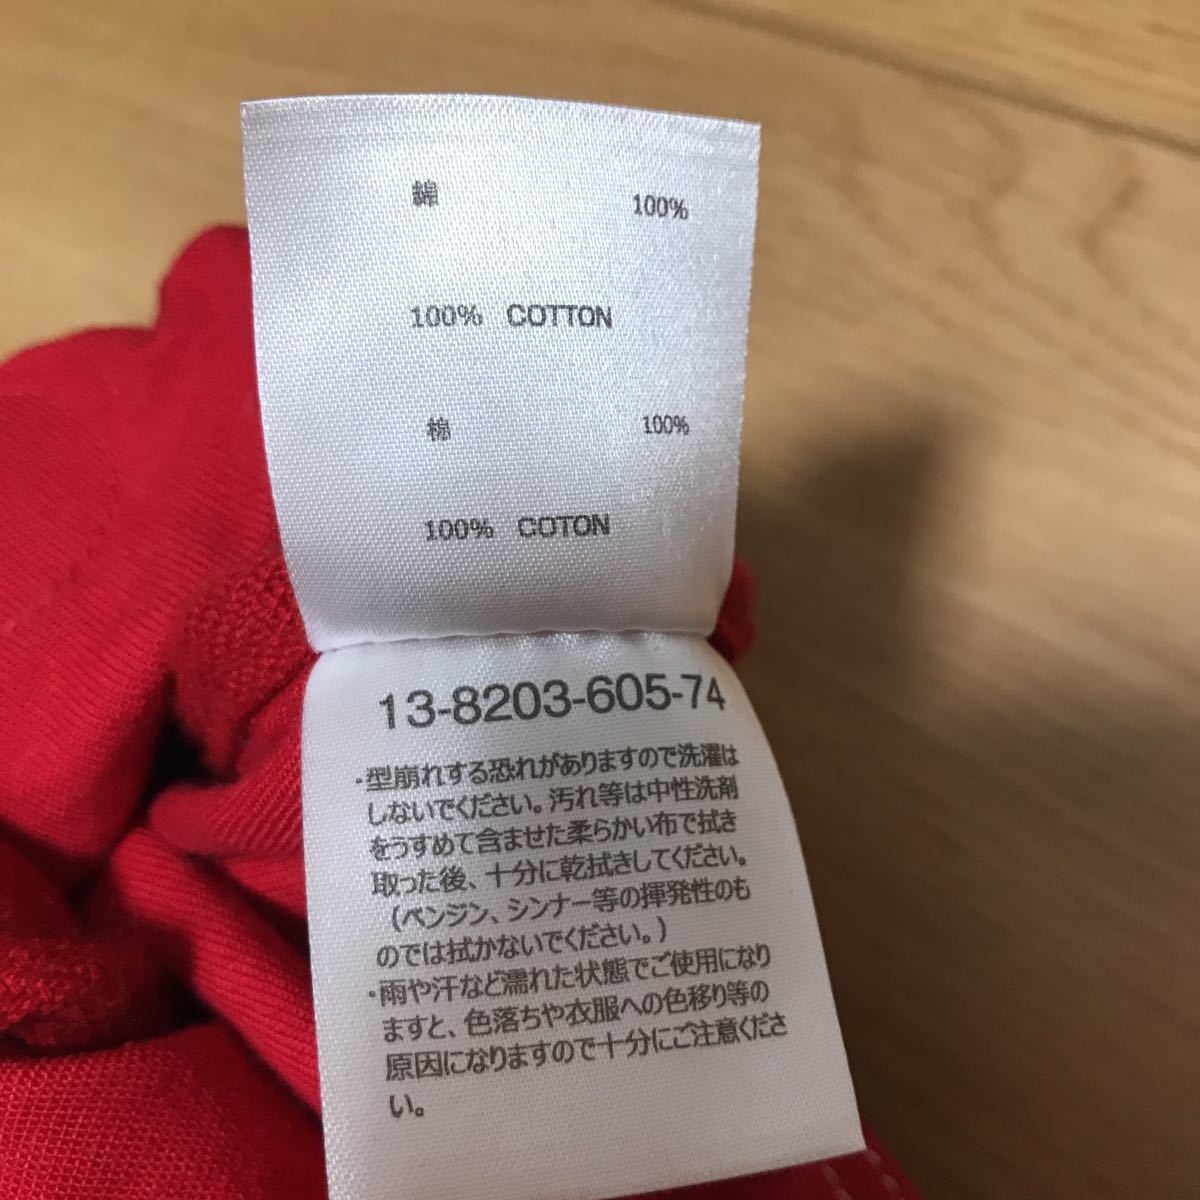 綿 100%
100% COTTON
棉 100%
100% COTON
13-8203-605-74
・型崩れする恐れがありますので洗濯は
しないでください。汚れ等は中性洗剤
をうすめて含ませた柔らかい布で拭き
取った後、十分に乾拭きしてください。
(ベンジン、シンナー等の揮発性のも
のでは拭かないでください。)
・雨や汗など濡れた状態でご使用になり
ますと、色落ちや衣服への色移り等の
原因になりますので十分にご注意くださ
い。